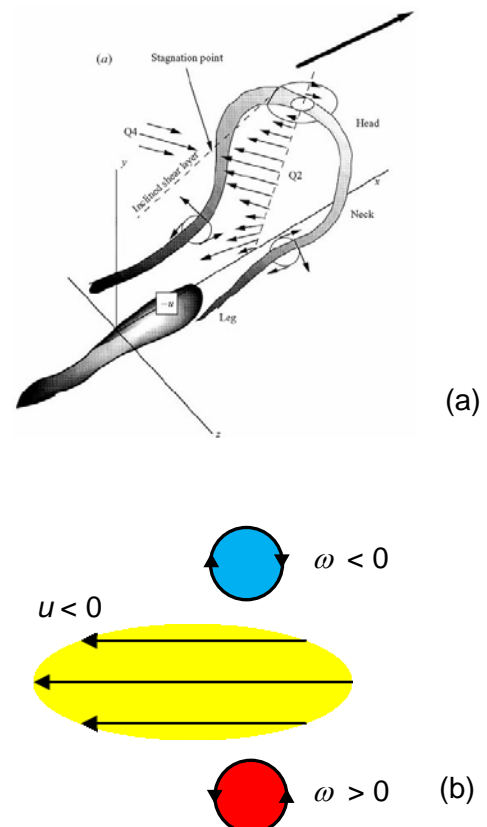 (a)
Stagnation point
Q4
Head
y
Inclined shear layer
Q2
x
Neck
−u
Leg
z
(a)
ω < 0
u < 0
ω > 0
(b)